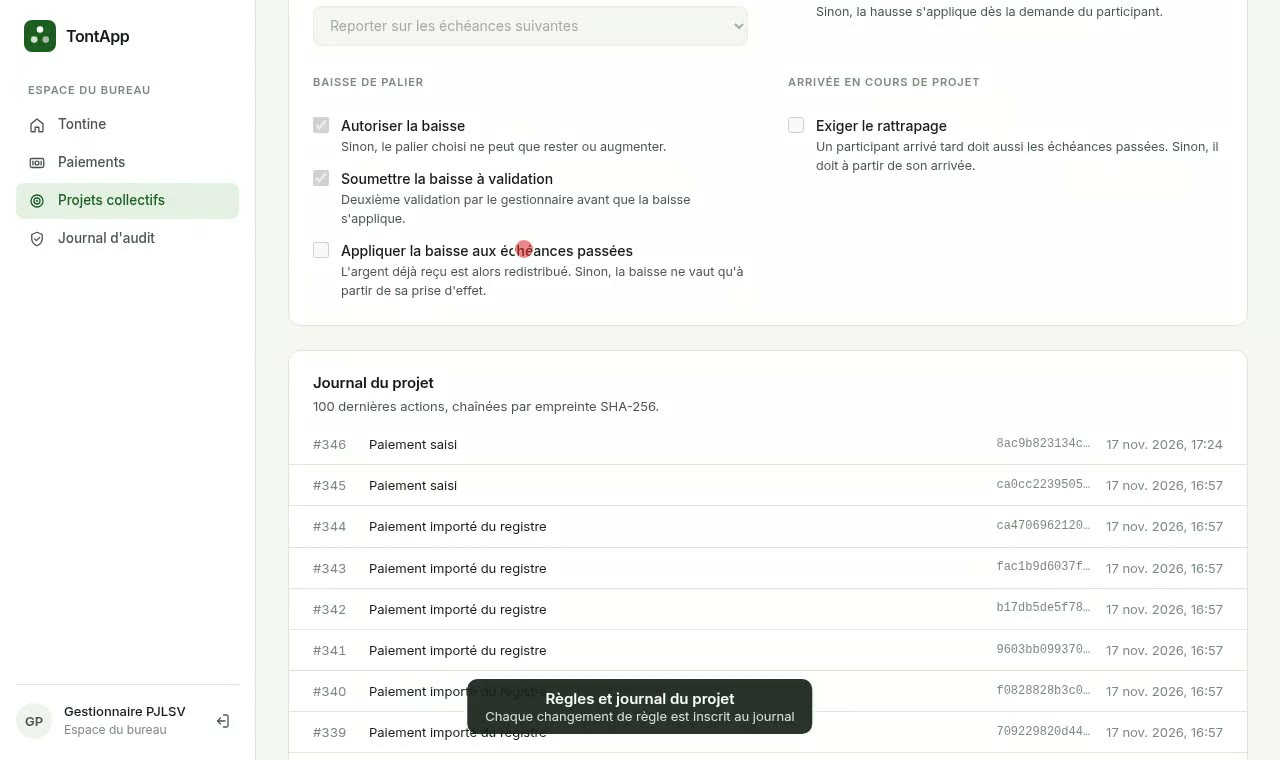 TontApp
ESPACE DU BUREAU
Tontine
Paiements
Projets collectifs
Journal d'audit
Reporter sur les échéances suivantes
Sinon, la hausse s'applique dès la demande du participant.
BAISSE DE PALIER
Autoriser la baisse
Sinon, le palier choisi ne peut que rester ou augmenter.
Soumettre la baisse à validation
Deuxième validation par le gestionnaire avant que la baisse
s'applique.
Appliquer la baisse aux échéances passées
L'argent déjà reçu est alors redistribué. Sinon, la baisse ne vaut qu'à
partir de sa prise d'effet.
ARRIVÉE EN COURS DE PROJET
Exiger le rattrapage
Un participant arrivé tard doit aussi les échéances passées. Sinon, il
doit à partir de son arrivée.
Journal du projet
100 dernières actions, chaînées par empreinte SHA-256.
#346 Paiement saisi 8ac9b823134c… 17 nov. 2026, 17:24
#345 Paiement saisi ca0cc2239505… 17 nov. 2026, 16:57
#344 Paiement importé du registre ca4706962120… 17 nov. 2026, 16:57
#343 Paiement importé du registre fac1b9d6037f… 17 nov. 2026, 16:57
#342 Paiement importé du registre b17db5de5f78… 17 nov. 2026, 16:57
#341 Paiement importé du registre 9603bb099370… 17 nov. 2026, 16:57
#340 Paiement importé du registre f0828828b3c0… 17 nov. 2026, 16:57
#339 Paiement importé du registre 709229820d44… 17 nov. 2026, 16:57
Règles et journal du projet
Chaque changement de règle est inscrit au journal
GP
Gestionnaire PJLSV
Espace du bureau